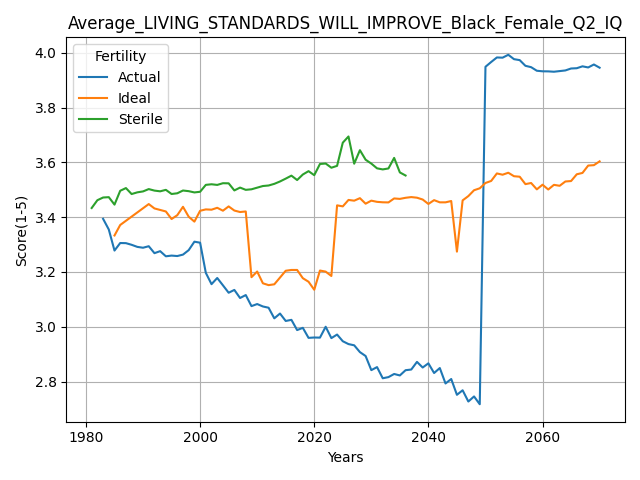 Average_LIVING_STANDARDS_WILL_IMPROVE_Black_Female_Q2_IQ
Fertility
Actual
Ideal
Sterile
Score(1-5)
4.0
3.8
3.6
3.4
3.2
3.0
2.8
1980 2000 2020 2040 2060
Years